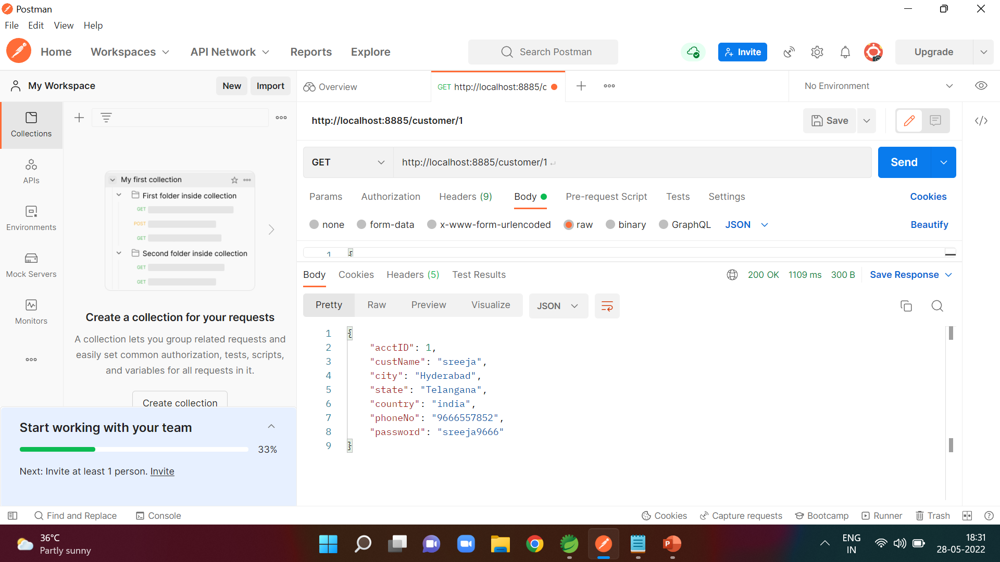 Postman
File Edit View Help
Home Workspaces API Network Reports Explore Search Postman Invite Upgrade
My Workspace New Import Overview GET http://localhost:8885/c No Environment
Collections
APIs
Environments
Mock Servers
Monitors
My first collection
First folder inside collection
GET
POST
GET
Second folder inside collection
GET
GET
Create a collection for your requests
A collection lets you group related requests and
easily set common authorization, tests, scripts,
and variables for all requests in it.
Create collection
Start working with your team
33%
Next: Invite at least 1 person. Invite
http://localhost:8885/customer/1 Save
GET http://localhost:8885/customer/1 Send
Params Authorization Headers (9) Body Pre-request Script Tests Settings Cookies
none form-data x-www-form-urlencoded raw binary GraphQL JSON Beautify
1 {
Body Cookies Headers (5) Test Results 200 OK 1109 ms 300 B Save Response
Pretty Raw Preview Visualize JSON
1 {
2 "acctID": 1,
3 "custName": "sreeja",
4 "city": "Hyderabad",
5 "state": "Telangana",
6 "country": "india",
7 "phoneNo": "9666557852",
8 "password": "sreeja9666"
9 }
Find and Replace Console Cookies Capture requests Bootcamp Runner Trash
36°C
Partly sunny
ENG
IN
18:31
28-05-2022